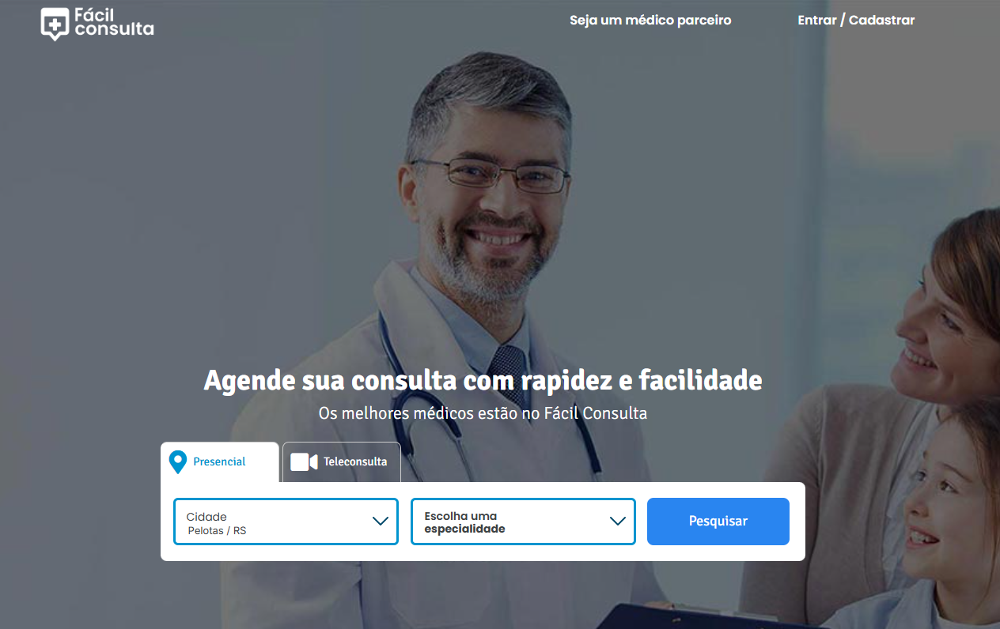 Fácil
consulta
Seja um médico parceiro
Entrar / Cadastrar
Agende sua consulta com rapidez e facilidade
Os melhores médicos estão no Fácil Consulta
Presencial
Teleconsulta
Cidade
Pelotas / RS
Escolha uma
especialidade
Pesquisar